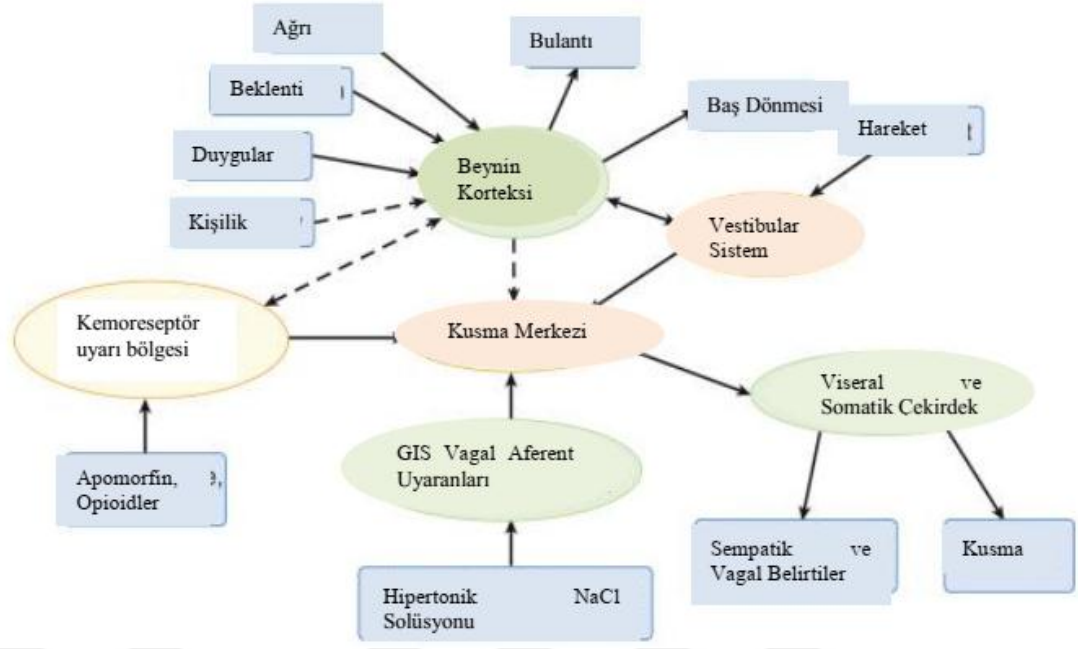 Ağrı
Bulantı
Beklenti
Baş Dönmesi
Hareket
Duygular
Beynin
Korteksi
Kişilik
Vestibular
Sistem
Kemoreseptör
uyarı bölgesi
Kusma Merkezi
Viseral ve
Somatik Çekirdek
GIS Vagal Aferent
Uyaranları
Apomorfin,
Opioidler
Sempatik ve
Vagal Belirtiler
Kusma
Hipertonik NaCl
Solüsyonu